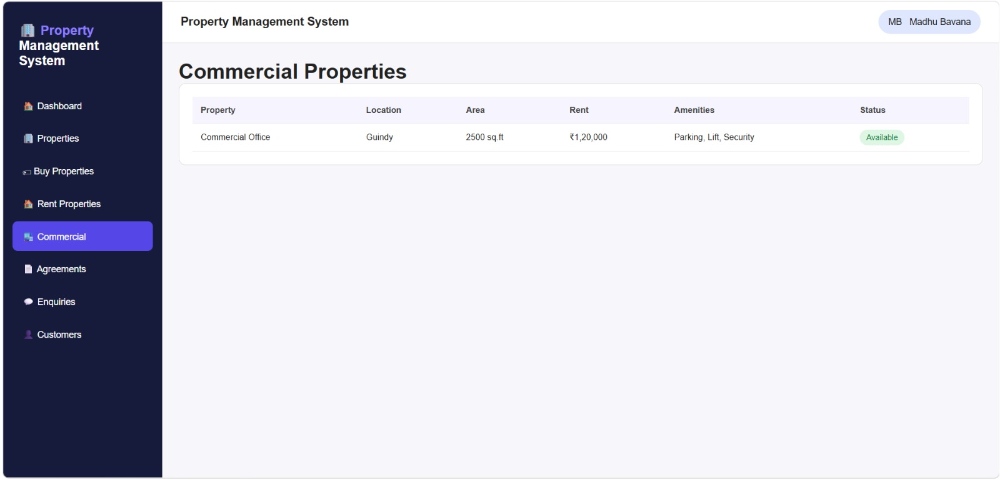 Property
Management
System
Dashboard
Properties
Buy Properties
Rent Properties
Commercial
Agreements
Enquiries
Customers
Property Management System
MB Madhu Bavana
Commercial Properties
Property Location Area Rent Amenities Status
Commercial Office Guindy 2500 sq.ft ₹1,20,000 Parking, Lift, Security Available